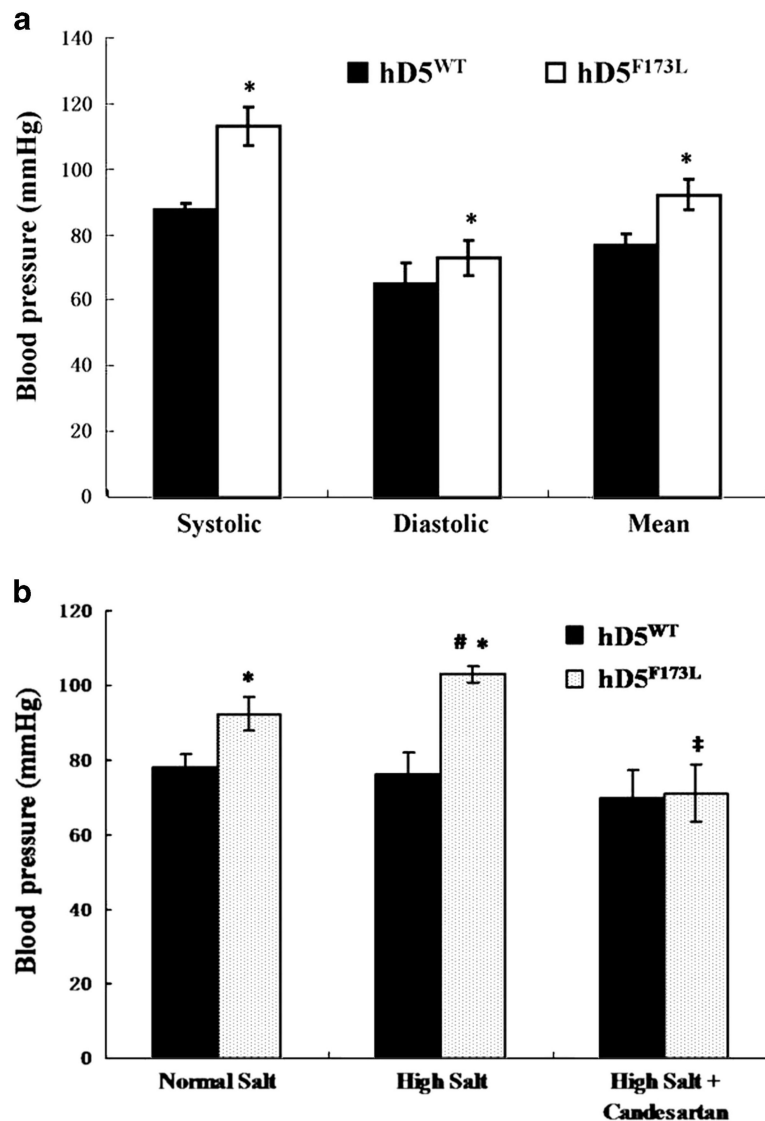 a
140
120
100
80
60
40
20
0
Blood pressure (mmHg)
hD5WT hD5F173L
*
*
*
Systolic Diastolic Mean
b
120
100
80
60
40
20
0
Blood pressure (mmHg)
hD5WT
hD5F173L
*
# *
‡
Normal Salt High Salt High Salt +
Candesartan